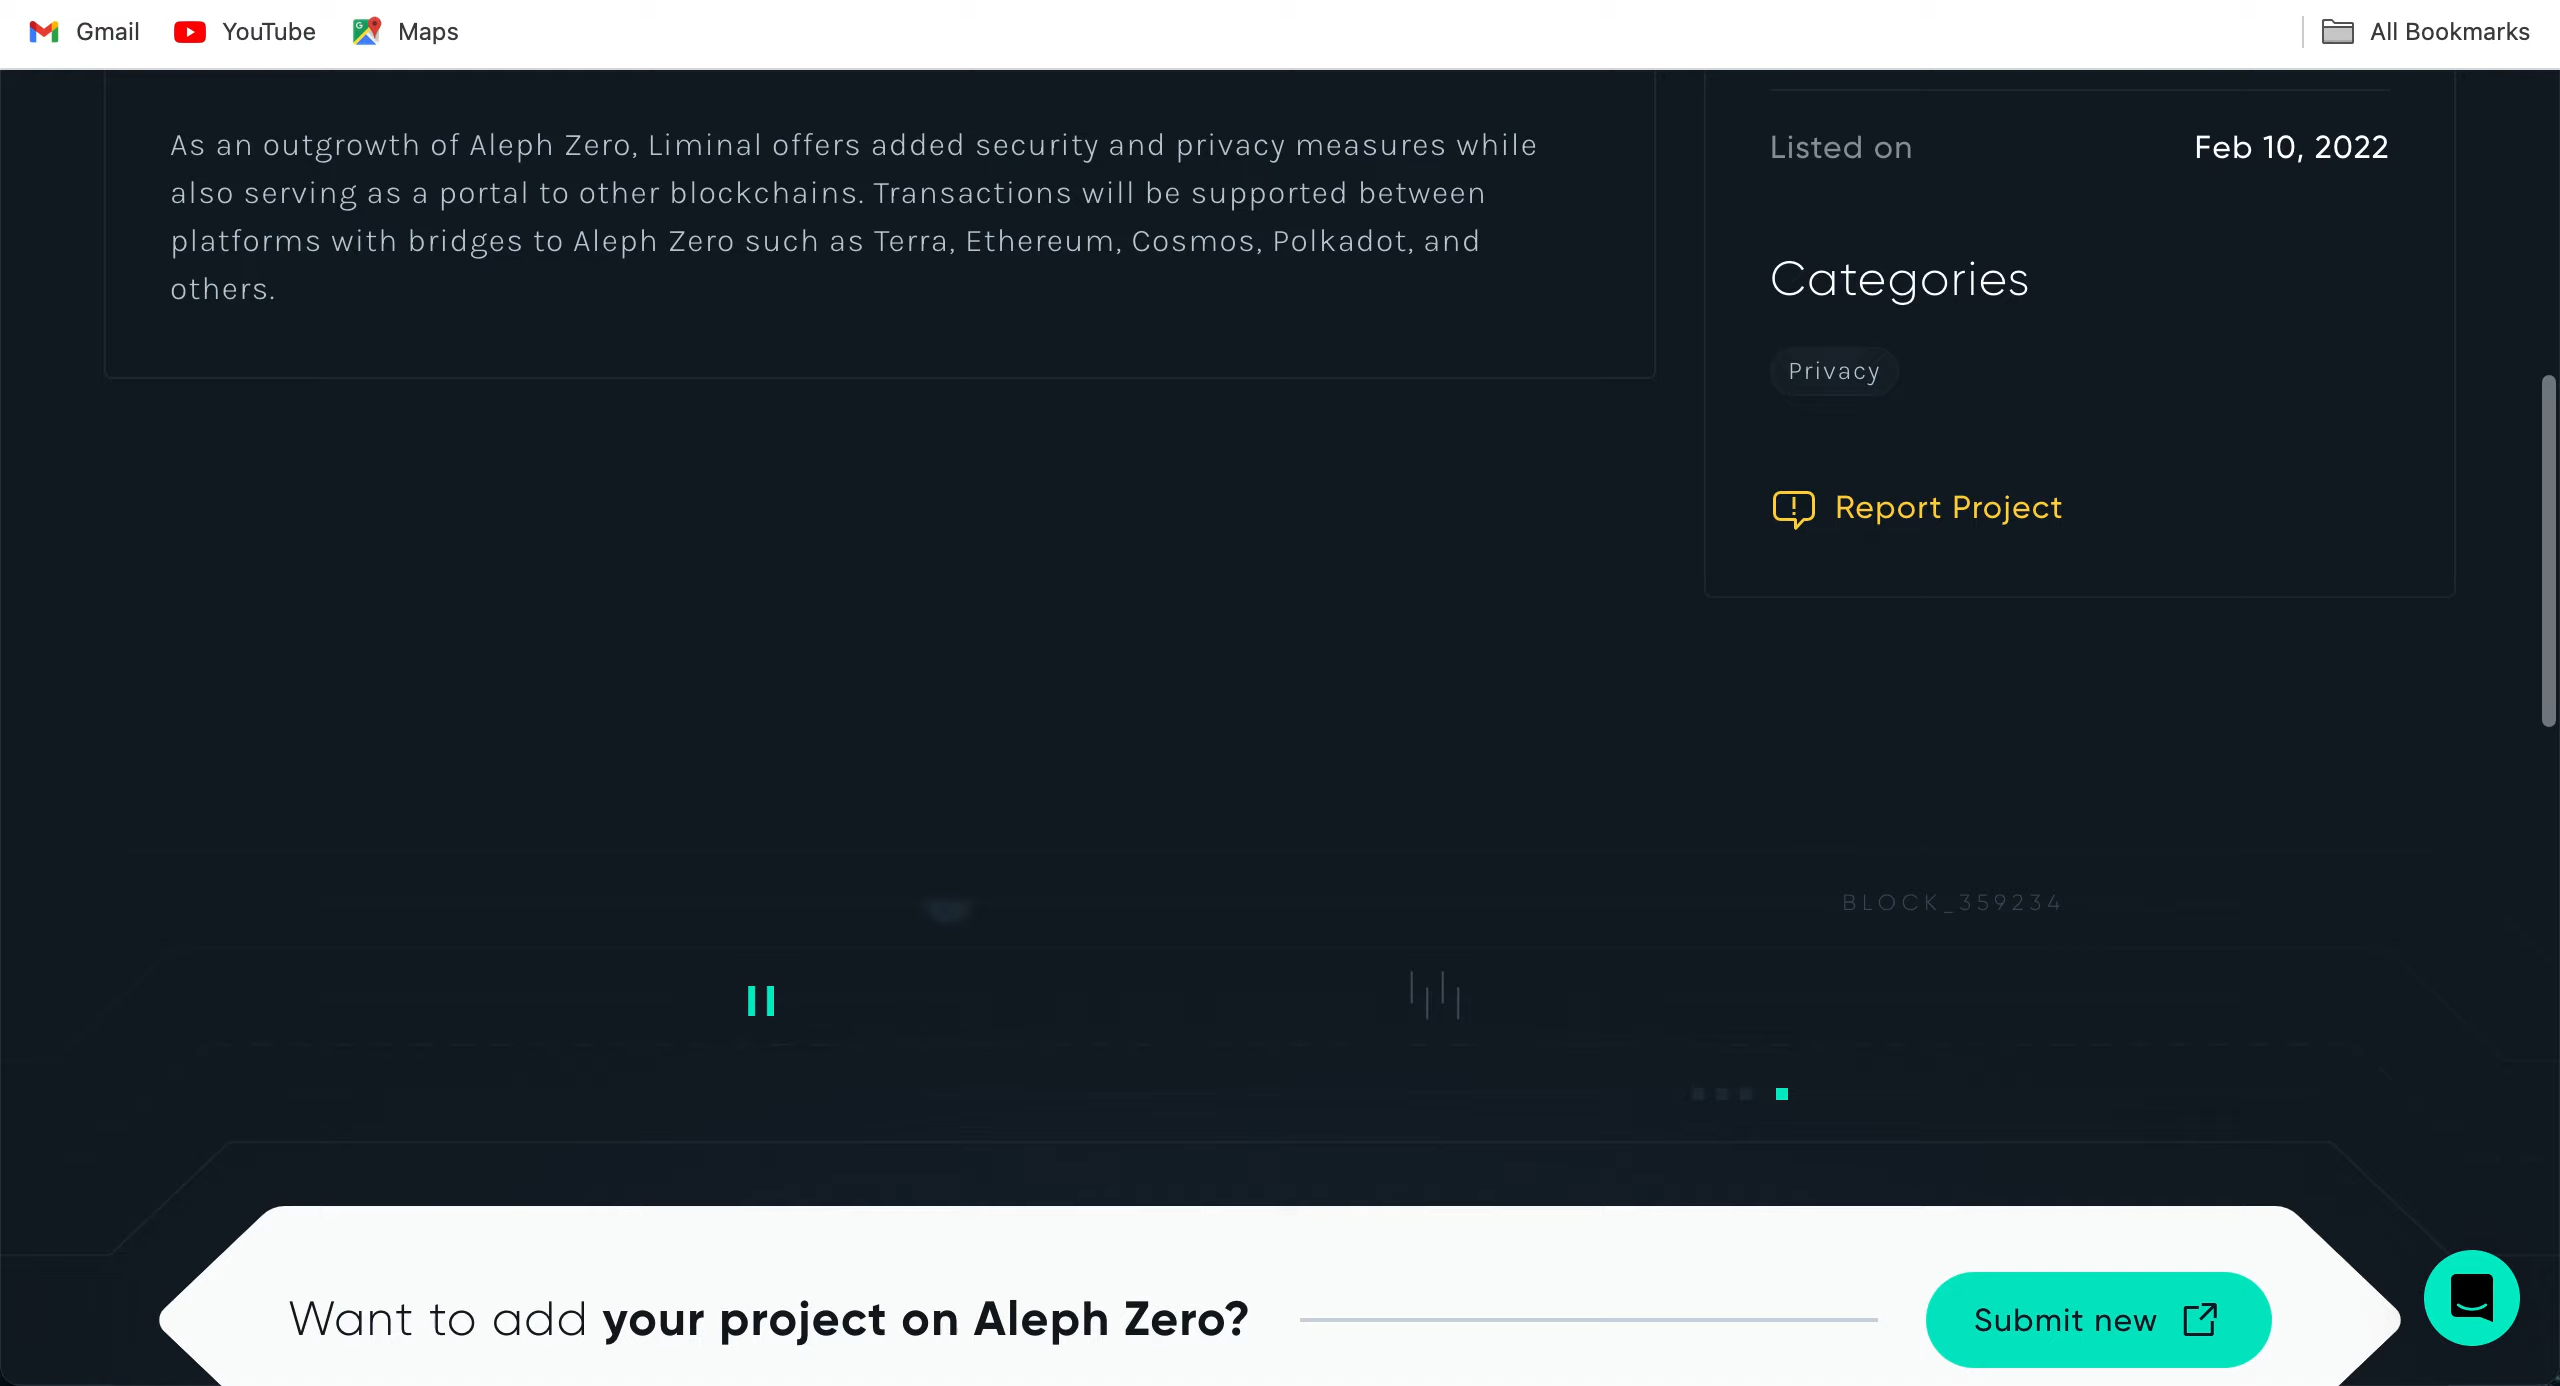 Gmail
YouTube
Maps
All Bookmarks
As an outgrowth of Aleph Zero, Liminal offers added security and privacy measures while
also serving as a portal to other blockchains. Transactions will be supported between
platforms with bridges to Aleph Zero such as Terra, Ethereum, Cosmos, Polkadot, and
others.
Listed on
Feb 10, 2022
Categories
Privacy
Report Project
BLOCK_359234
Want to add your project on Aleph Zero?
Submit new